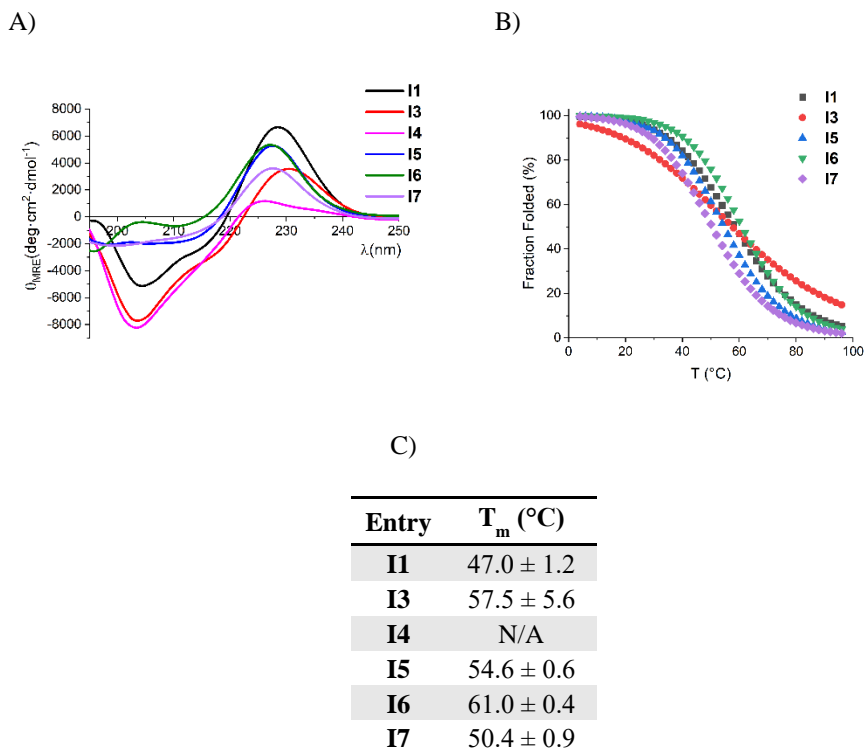 A)
B)
θMRE(deg·cm²·dmol⁻¹)
8000
6000
4000
2000
0
-2000
-4000
-6000
-8000
200
210
220
230
240
250
λ(nm)
I1
I3
I4
I5
I6
I7
Fraction Folded (%)
100
80
60
40
20
0
0
20
40
60
80
100
T (°C)
I1
I3
I5
I6
I7
C)
Entry Tm (°C)
I1 47.0 ± 1.2
I3 57.5 ± 5.6
I4 N/A
I5 54.6 ± 0.6
I6 61.0 ± 0.4
I7 50.4 ± 0.9